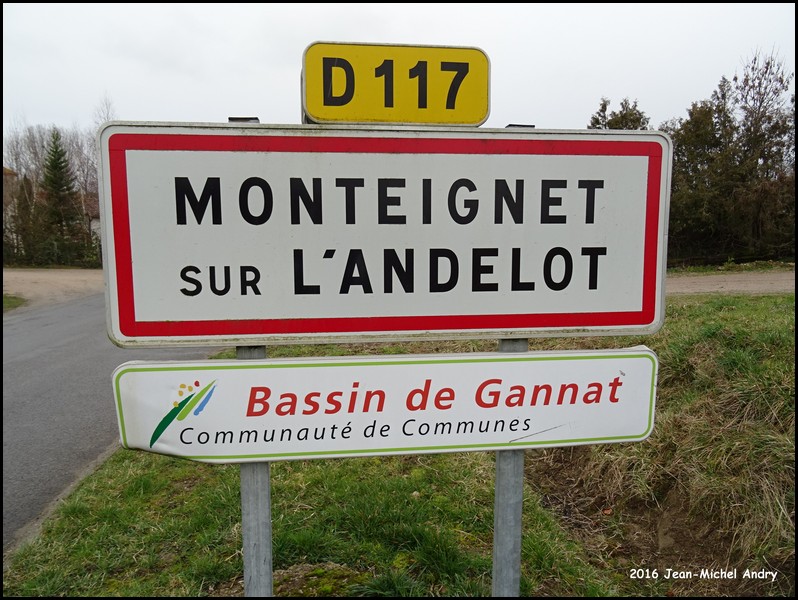 D 117
MONTEIGNET
SUR L'ANDELOT
Bassin de Gannat
Communauté de Communes
2016 Jean-Michel Andry